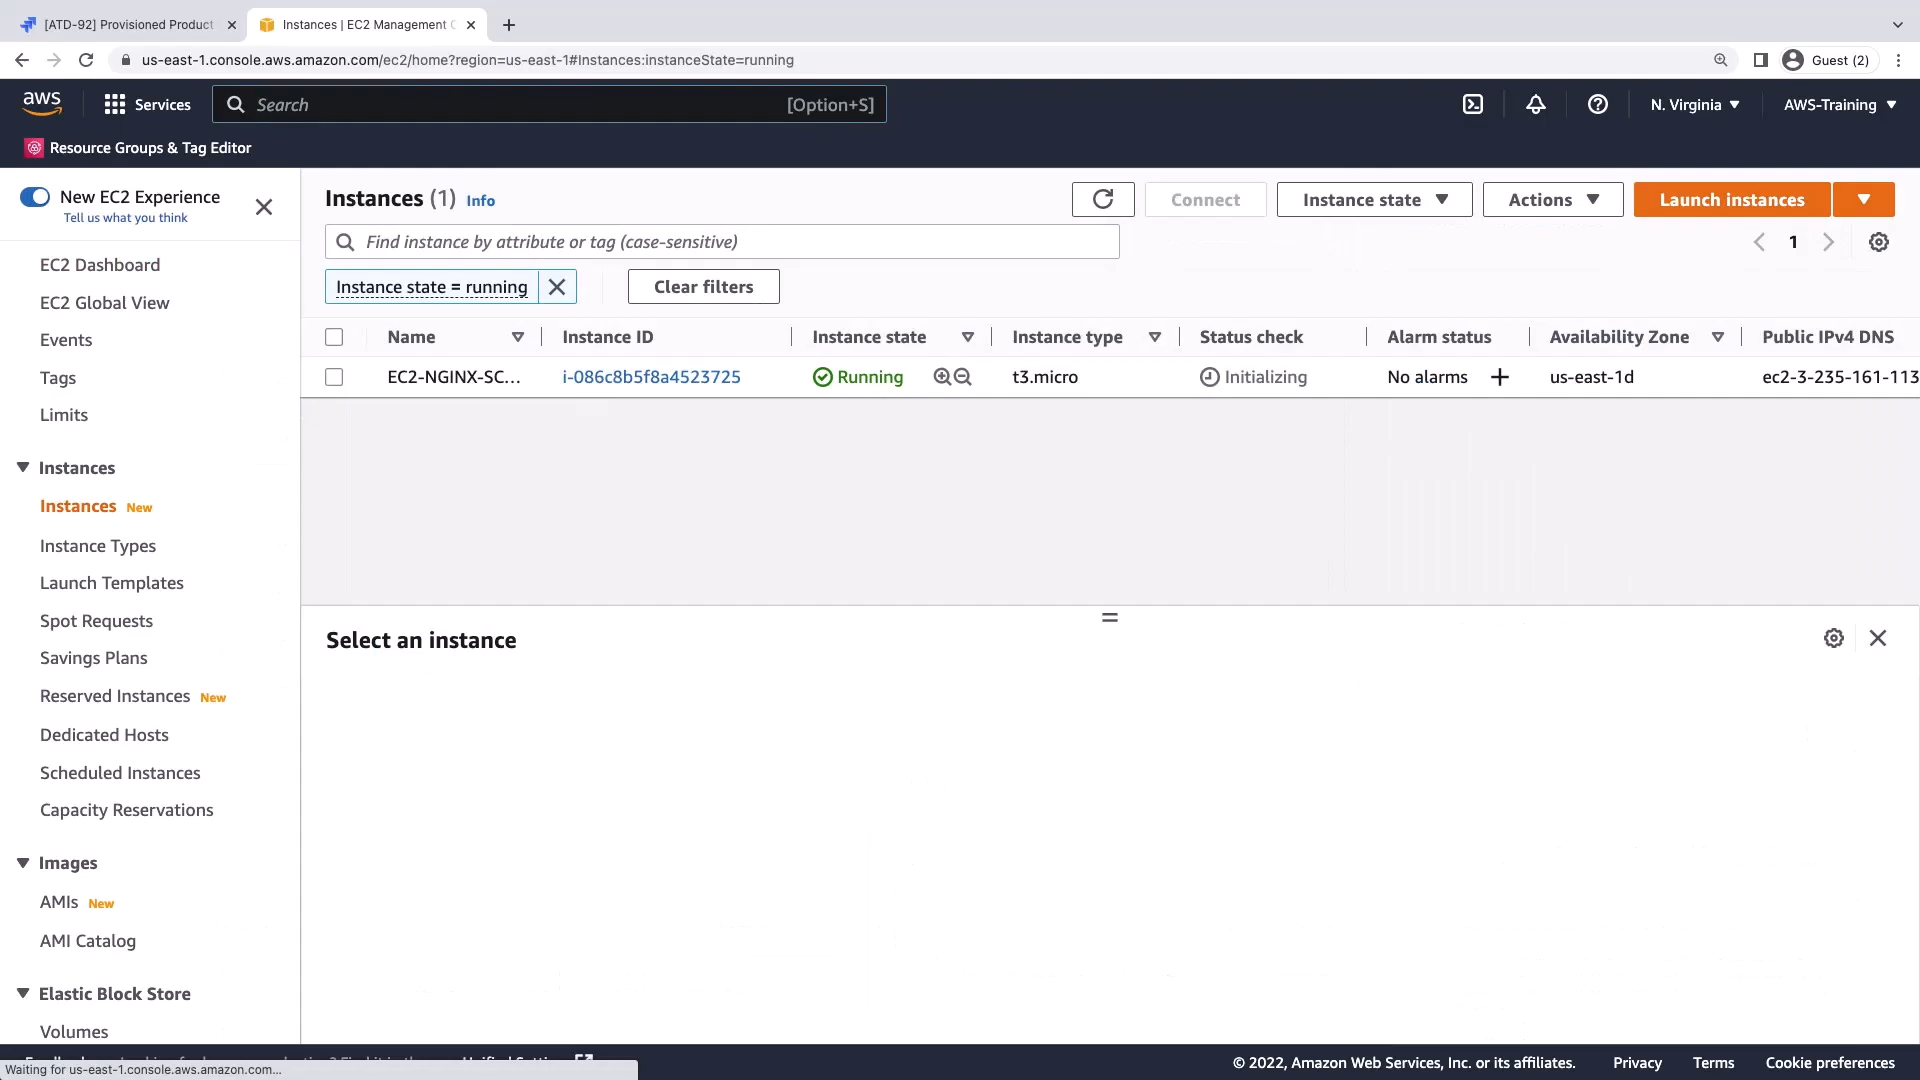 [ATD-92] Provisioned Product
Instances | EC2 Management C
us-east-1.console.aws.amazon.com/ec2/home?region=us-east-1#Instances:instanceState=running
Guest (2)
aws
Services
Search
[Option+S]
N. Virginia
AWS-Training
Resource Groups & Tag Editor
New EC2 Experience
Tell us what you think
EC2 Dashboard
EC2 Global View
Events
Tags
Limits
Instances
Instances New
Instance Types
Launch Templates
Spot Requests
Savings Plans
Reserved Instances New
Dedicated Hosts
Scheduled Instances
Capacity Reservations
Images
AMIs New
AMI Catalog
Elastic Block Store
Volumes
Instances (1) Info
Connect
Instance state
Actions
Launch instances
Find instance by attribute or tag (case-sensitive)
1
Instance state = running
Clear filters
Name Instance ID Instance state Instance type Status check Alarm status Availability Zone Public IPv4 DNS
EC2-NGINX-SC... i-086c8b5f8a4523725 Running t3.micro Initializing No alarms us-east-1d ec2-3-235-161-113
Select an instance
Waiting for us-east-1.console.aws.amazon.com...
© 2022, Amazon Web Services, Inc. or its affiliates. Privacy Terms Cookie preferences